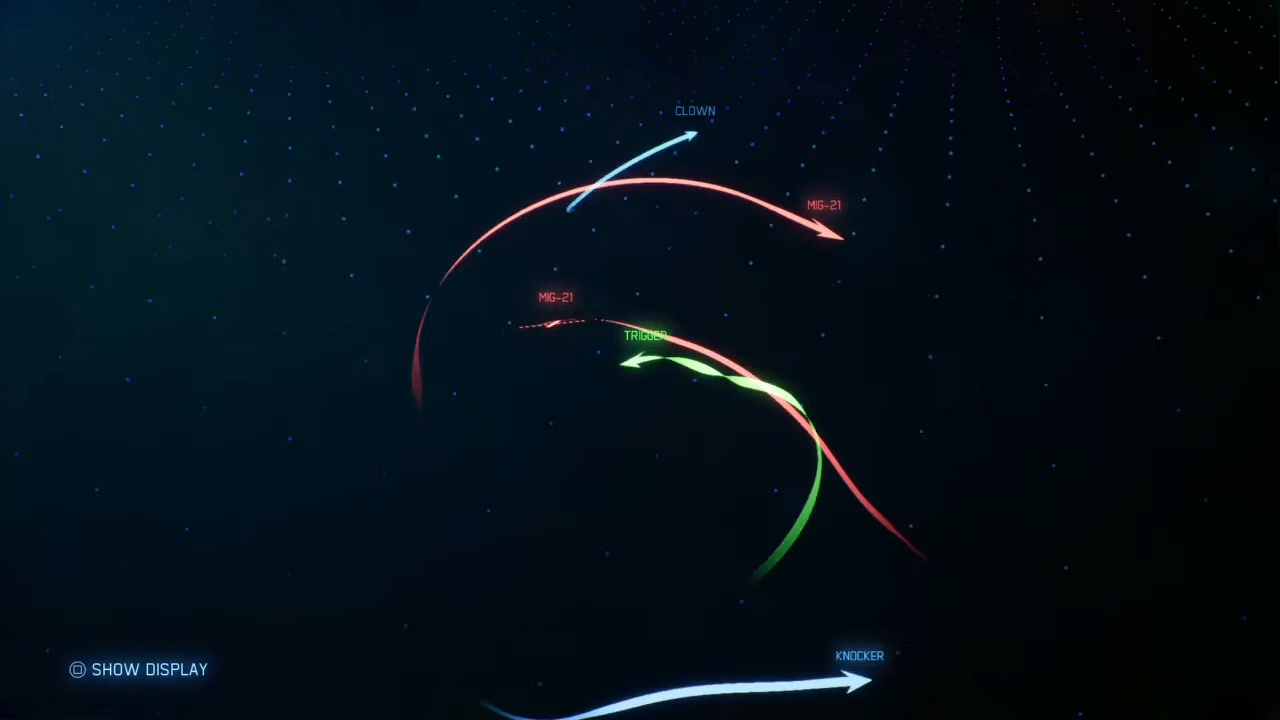 CLOWN
MIG-21
MIG-21
TRIGGER
KNOCKER
SHOW DISPLAY